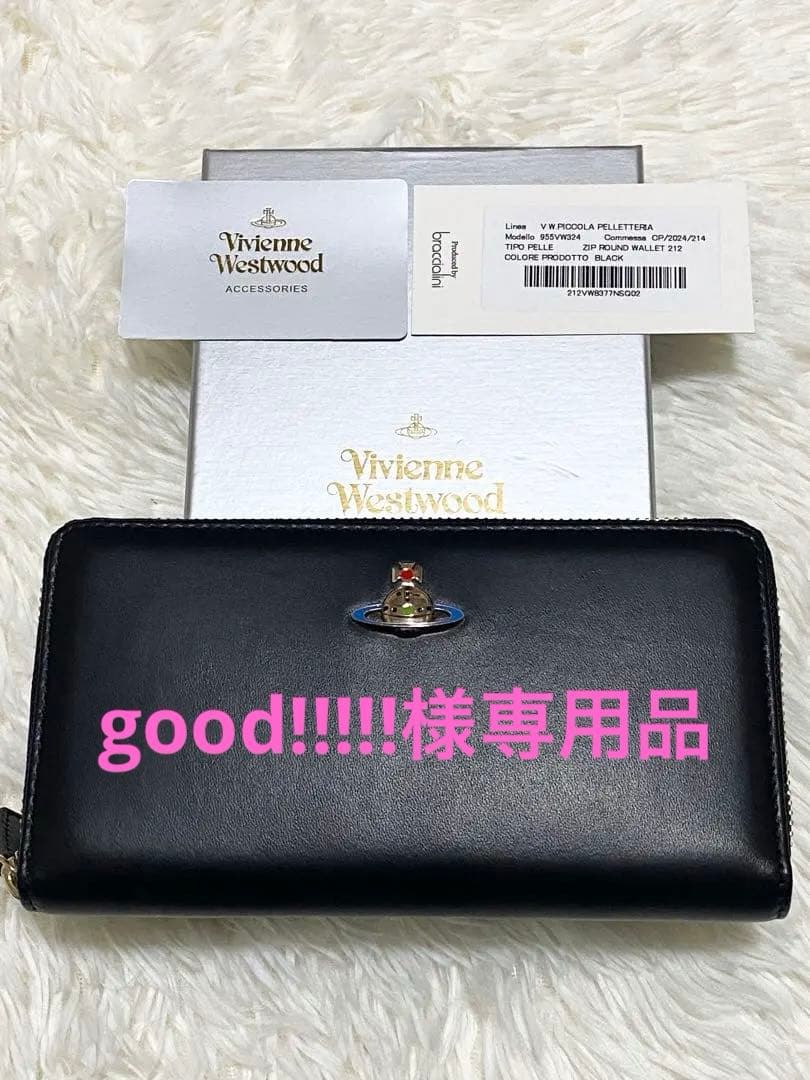 Vivienne
Westwood
ACCESSORIES
Produced by
braccialini
Linea V.W.PICCOLA PELLETTERIA
Modello 955VW324 Commessa CP/2024/214
TIPO PELLE ZIP ROUND WALLET 212
COLORE PRODOTTO BLACK
212VW8377NSQ02
Vivienne
Westwood
good!!!!!様専用品